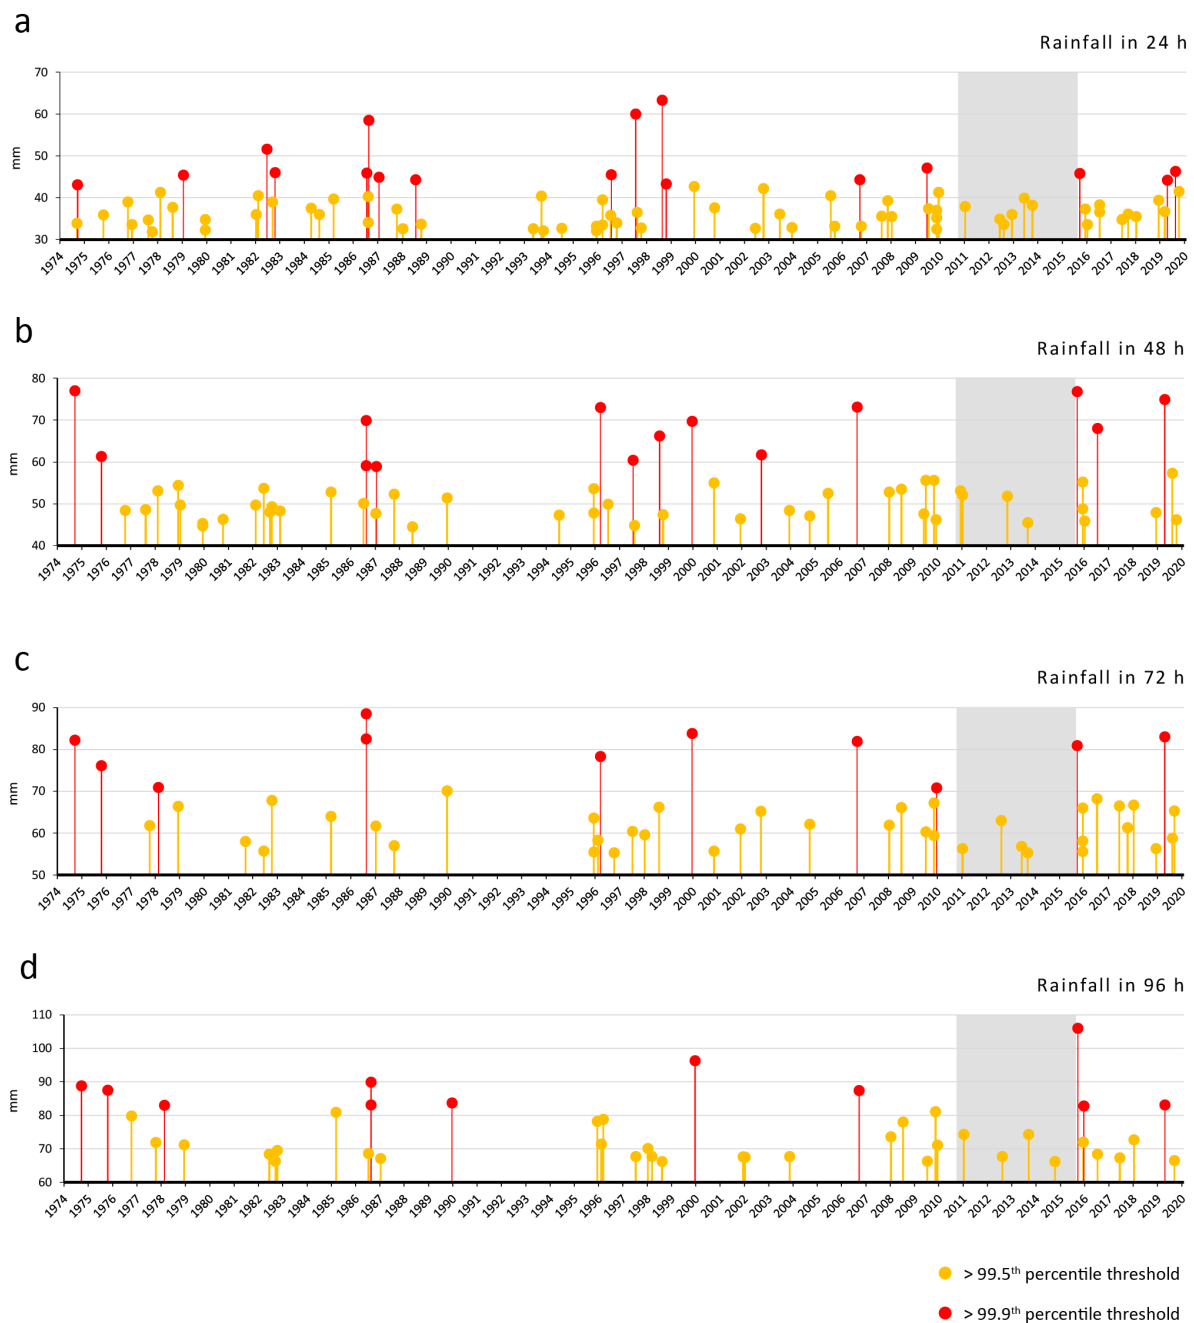 a
Rainfall in 24 h
70
60
50
40
30
mm
1974 1975 1976 1977 1978 1979 1980 1981 1982 1983 1984 1985 1986 1987 1988 1989 1990 1991 1992 1993 1994 1995 1996 1997 1998 1999 2000 2001 2002 2003 2004 2005 2006 2007 2008 2009 2010 2011 2012 2013 2014 2015 2016 2017 2018 2019 2020
b
Rainfall in 48 h
80
70
60
50
40
mm
1974 1975 1976 1977 1978 1979 1980 1981 1982 1983 1984 1985 1986 1987 1988 1989 1990 1991 1992 1993 1994 1995 1996 1997 1998 1999 2000 2001 2002 2003 2004 2005 2006 2007 2008 2009 2010 2011 2012 2013 2014 2015 2016 2017 2018 2019 2020
c
Rainfall in 72 h
90
80
70
60
50
mm
1974 1975 1976 1977 1978 1979 1980 1981 1982 1983 1984 1985 1986 1987 1988 1989 1990 1991 1992 1993 1994 1995 1996 1997 1998 1999 2000 2001 2002 2003 2004 2005 2006 2007 2008 2009 2010 2011 2012 2013 2014 2015 2016 2017 2018 2019 2020
d
Rainfall in 96 h
110
100
90
80
70
60
mm
1974 1975 1976 1977 1978 1979 1980 1981 1982 1983 1984 1985 1986 1987 1988 1989 1990 1991 1992 1993 1994 1995 1996 1997 1998 1999 2000 2001 2002 2003 2004 2005 2006 2007 2008 2009 2010 2011 2012 2013 2014 2015 2016 2017 2018 2019 2020
> 99.5th percentile threshold
> 99.9th percentile threshold